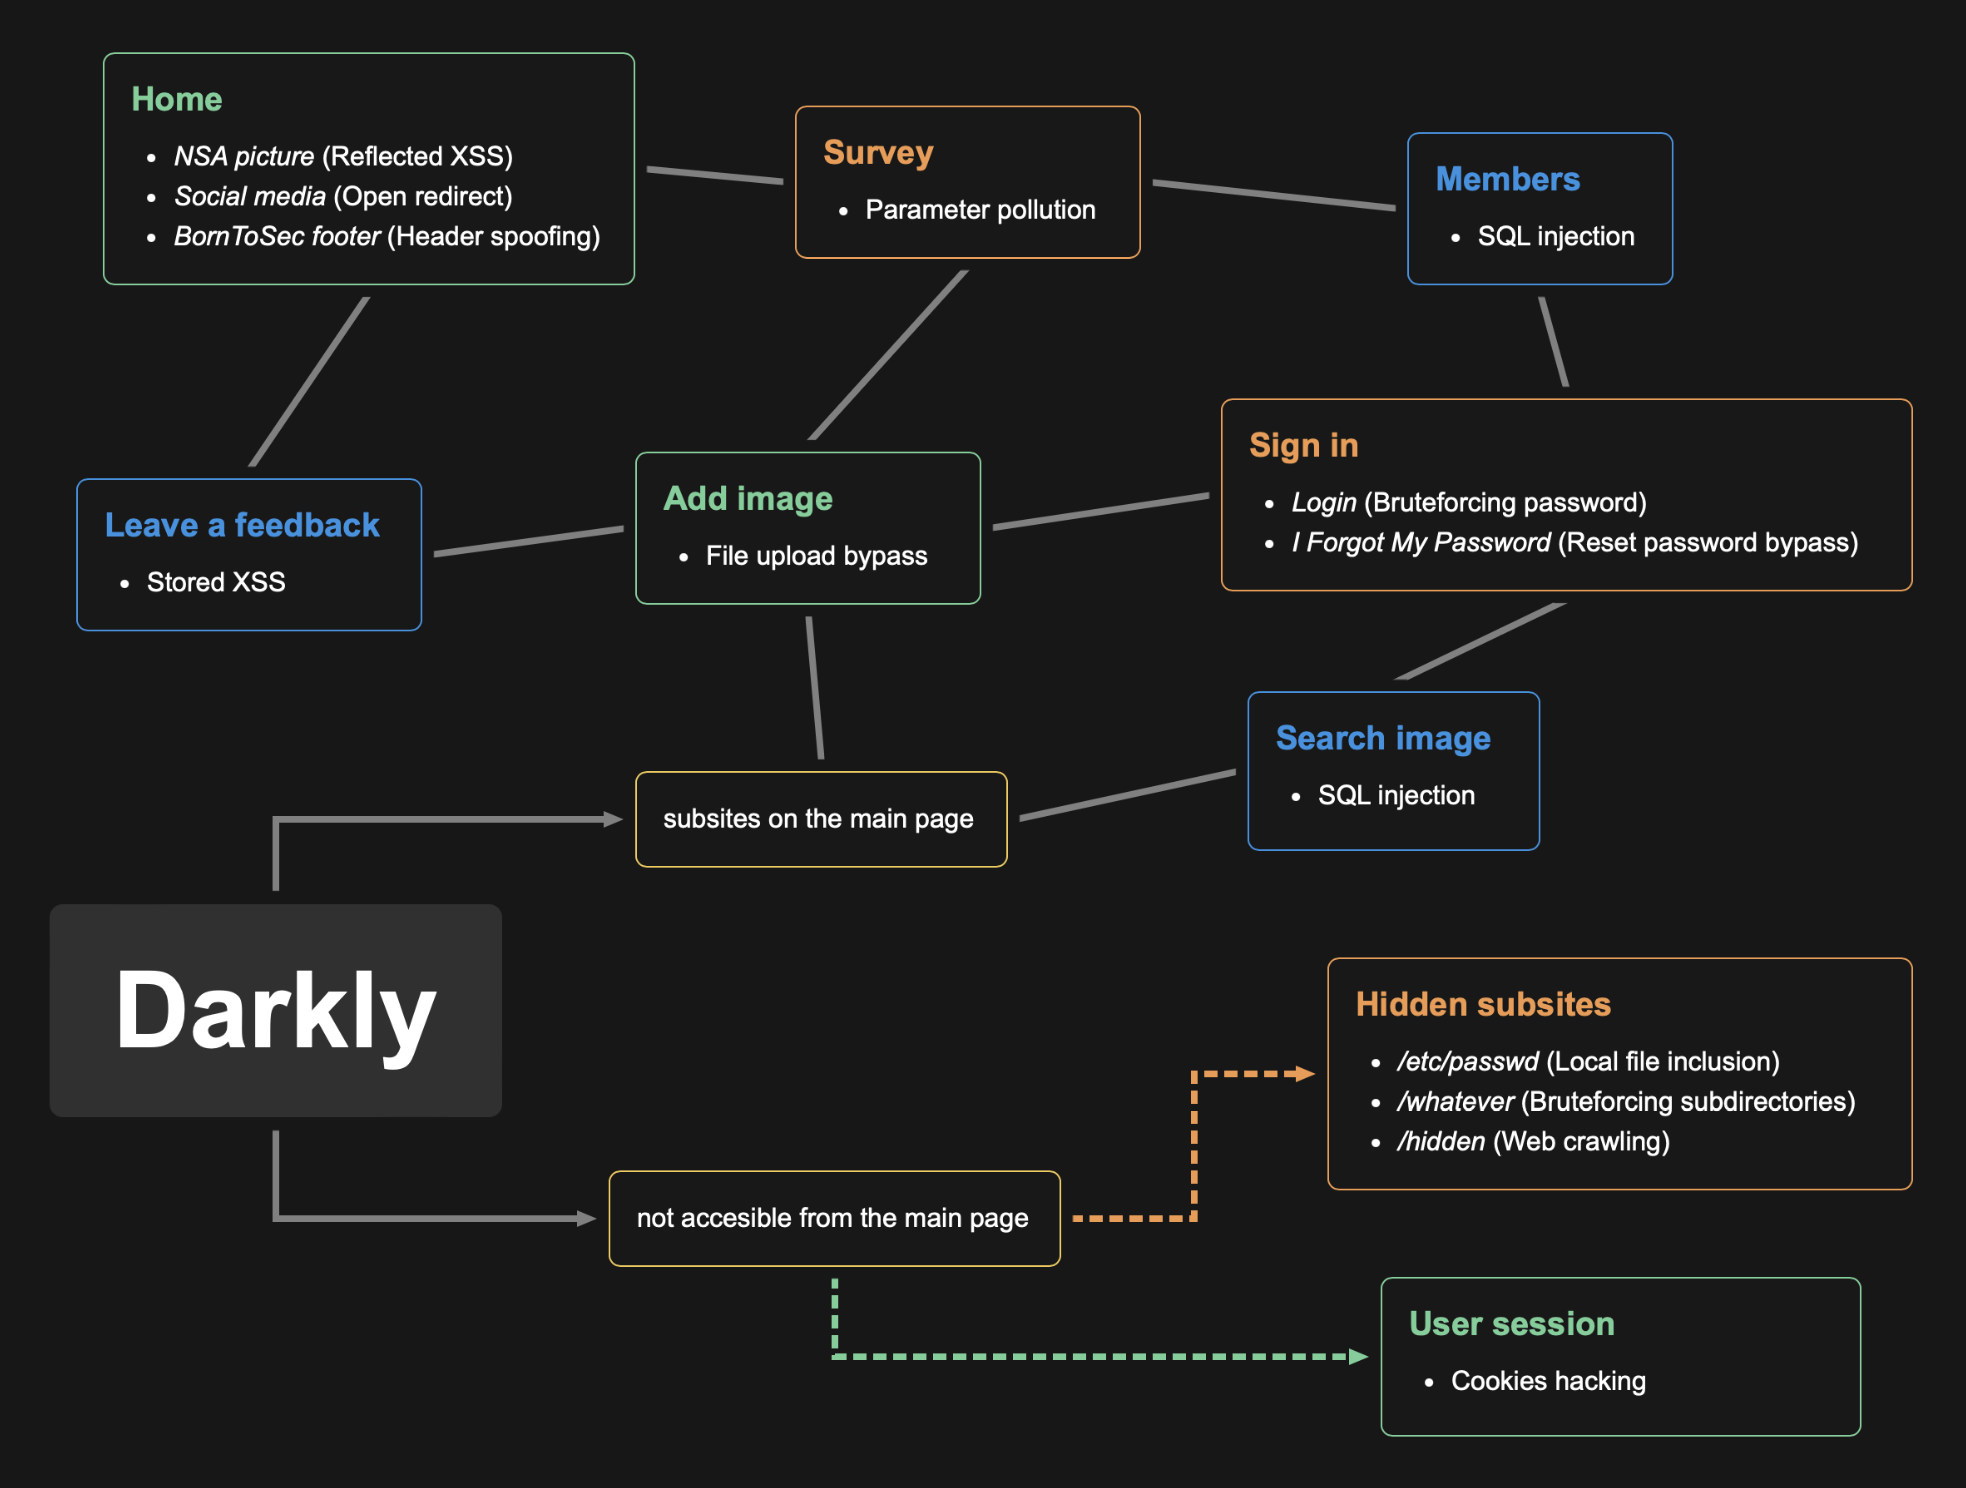 Home
• NSA picture (Reflected XSS)
• Social media (Open redirect)
• BornToSec footer (Header spoofing)
Survey
• Parameter pollution
Members
• SQL injection
Leave a feedback
• Stored XSS
Add image
• File upload bypass
Sign in
• Login (Bruteforcing password)
• I Forgot My Password (Reset password bypass)
Search image
• SQL injection
subsites on the main page
Darkly
not accesible from the main page
Hidden subsites
• /etc/passwd (Local file inclusion)
• /whatever (Bruteforcing subdirectories)
• /hidden (Web crawling)
User session
• Cookies hacking